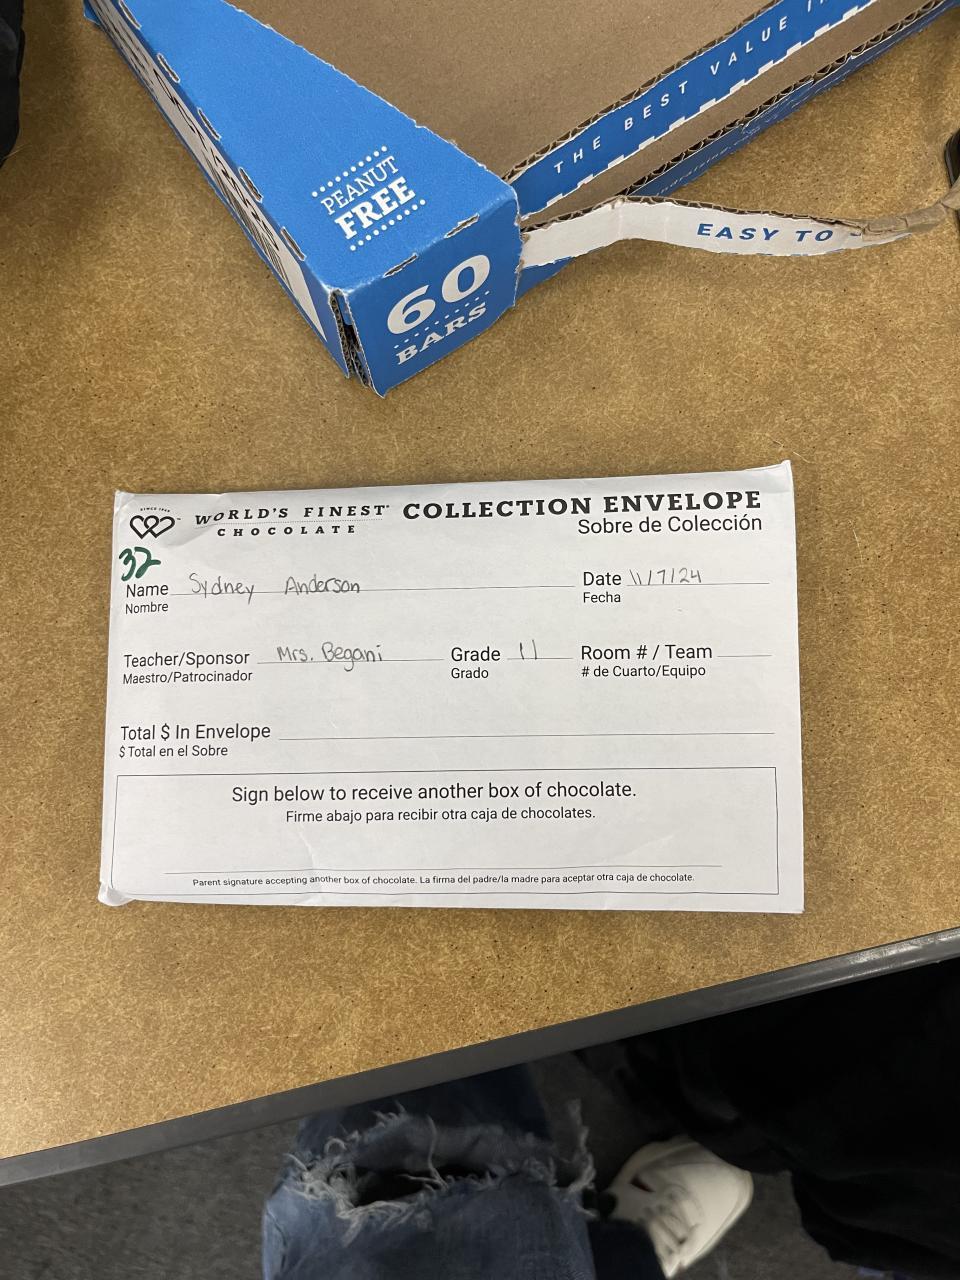 PEANUT
FREE
60
BARS
THE BEST VALUE
EASY TO
SINCE 1939
WORLD'S FINEST
CHOCOLATE
COLLECTION ENVELOPE
Sobre de Colección
32
Name Sydney Anderson Date 11/7/24
Nombre Fecha
Teacher/Sponsor Mrs. Begani Grade 11 Room # / Team
Maestro/Patrocinador Grado # de Cuarto/Equipo
Total $ In Envelope
$ Total en el Sobre
Sign below to receive another box of chocolate.
Firme abajo para recibir otra caja de chocolates.
Parent signature accepting another box of chocolate. La firma del padre/la madre para aceptar otra caja de chocolate.